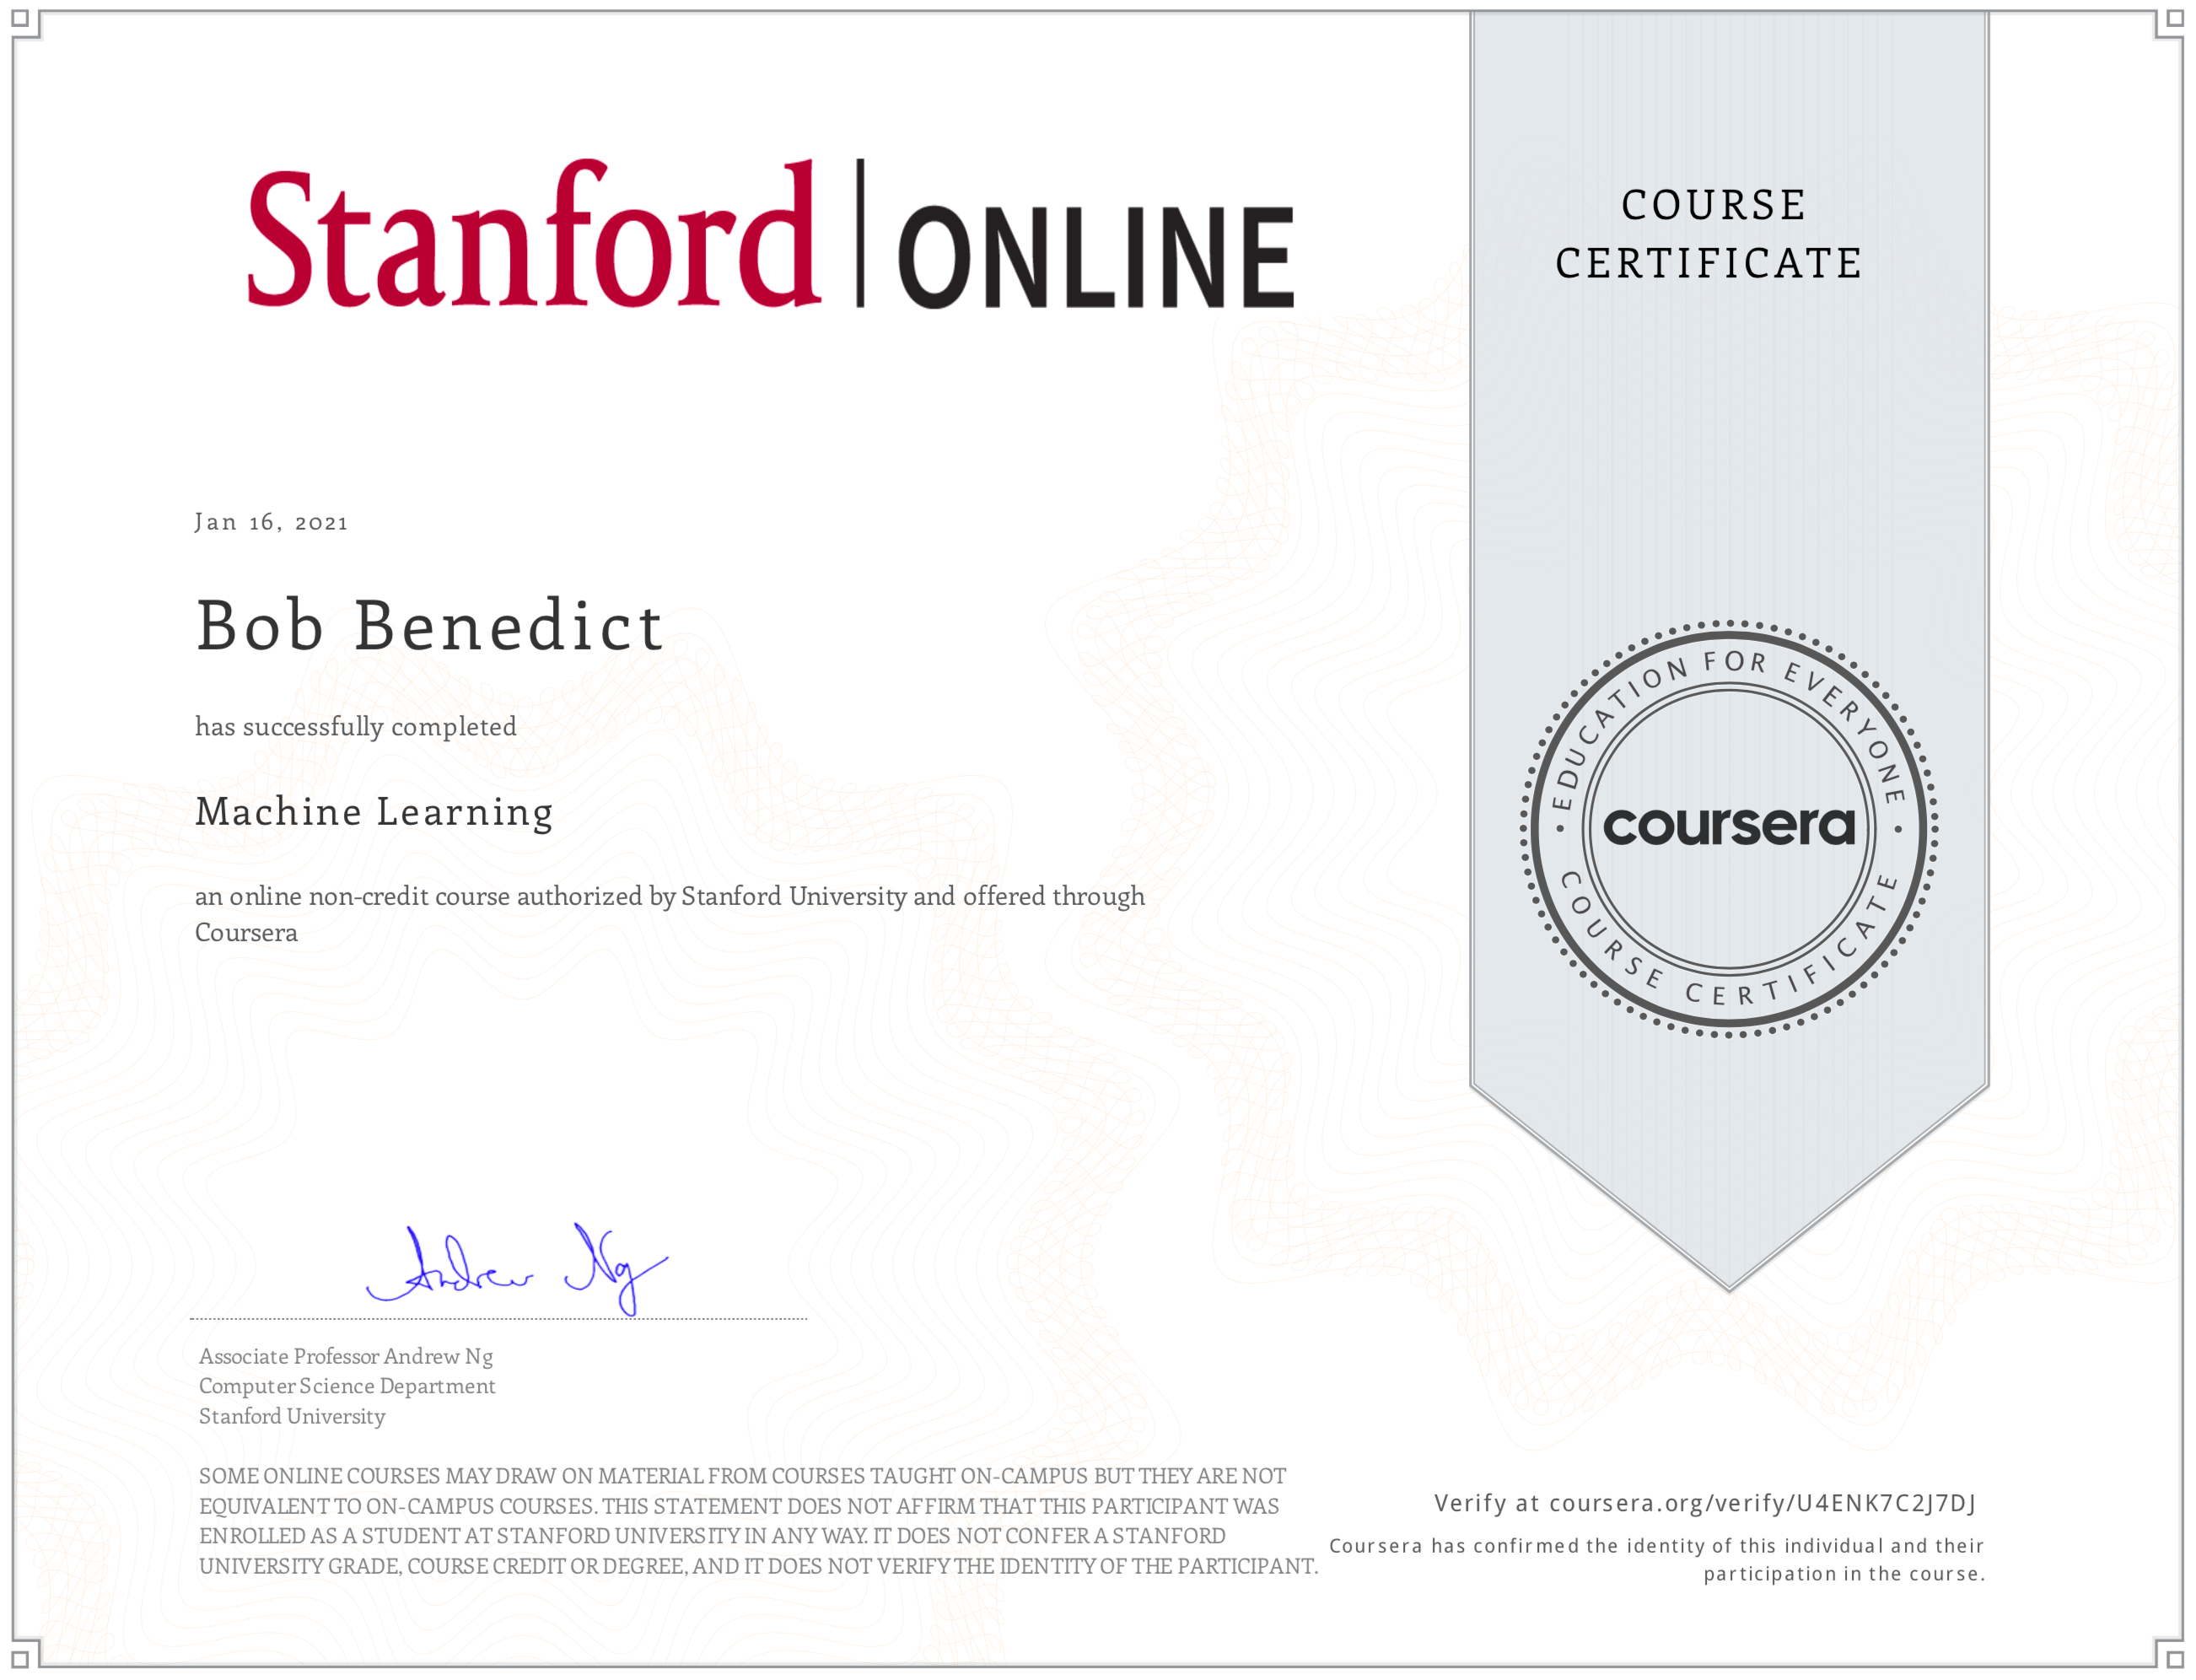 Stanford | ONLINE
COURSE
CERTIFICATE
Jan 16, 2021
Bob Benedict
has successfully completed
Machine Learning
an online non-credit course authorized by Stanford University and offered through
Coursera
EDUCATION FOR EVERYONE
coursera
COURSE CERTIFICATE
Andrew Ng
Associate Professor Andrew Ng
Computer Science Department
Stanford University
SOME ONLINE COURSES MAY DRAW ON MATERIAL FROM COURSES TAUGHT ON-CAMPUS BUT THEY ARE NOT
EQUIVALENT TO ON-CAMPUS COURSES. THIS STATEMENT DOES NOT AFFIRM THAT THIS PARTICIPANT WAS
ENROLLED AS A STUDENT AT STANFORD UNIVERSITY IN ANY WAY. IT DOES NOT CONFER A STANFORD
UNIVERSITY GRADE, COURSE CREDIT OR DEGREE, AND IT DOES NOT VERIFY THE IDENTITY OF THE PARTICIPANT.
Verify at coursera.org/verify/U4ENK7C2J7DJ
Coursera has confirmed the identity of this individual and their
participation in the course.